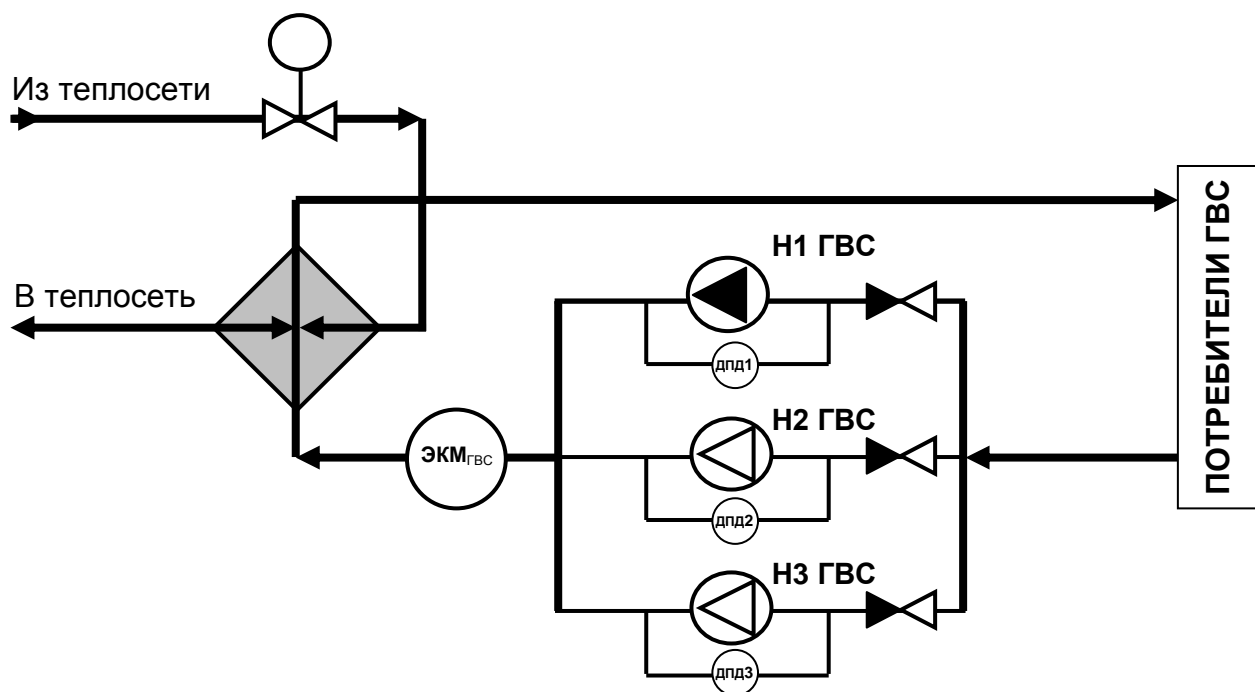 Из теплосети
В теплосеть
Н1 ГВС
ДПД1
Н2 ГВС
ЭКМГВС
ДПД2
Н3 ГВС
ДПД3
ПОТРЕБИТЕЛИ ГВС